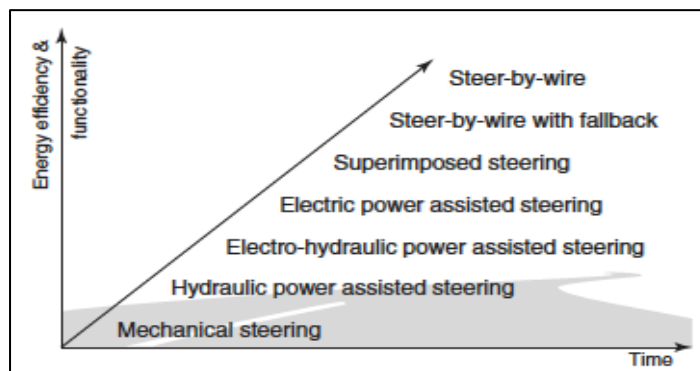 Energy efficiency &
functionality
Steer-by-wire
Steer-by-wire with fallback
Superimposed steering
Electric power assisted steering
Electro-hydraulic power assisted steering
Hydraulic power assisted steering
Mechanical steering
Time